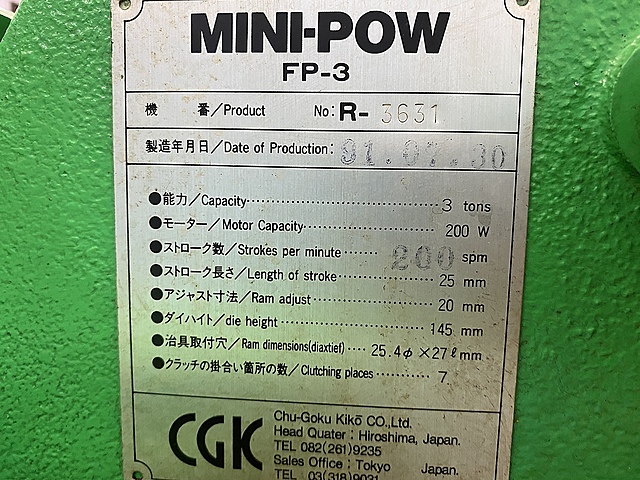 MINI-POW
FP-3
機 番/Product No: R- 3631
製造年月日/Date of Production: 91.07.30
●能力/Capacity 3 tons
●モーター/Motor Capacity 200 W
●ストローク数/Strokes per minute 200 spm
●ストローク長さ/Length of stroke 25 mm
●アジャスト寸法/Ram adjust 20 mm
●ダイハイト/die height 145 mm
●治具取付穴/Ram dimensions(diaxtief) 25.4φ×27ℓmm
●クラッチの掛合い箇所の数/Clutching places 7
CGK
Chu-Goku Kikō CO.,Ltd.
Head Quater: Hiroshima, Japan.
TEL 082(261)9235
Sales Office: Tokyo Japan.
TEL 03(318)9031